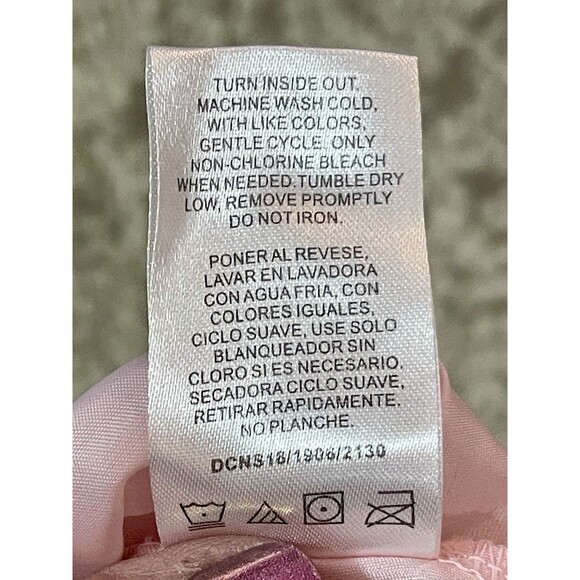 TURN INSIDE OUT,
MACHINE WASH COLD,
WITH LIKE COLORS,
GENTLE CYCLE. ONLY
NON-CHLORINE BLEACH
WHEN NEEDED.TUMBLE DRY
LOW, REMOVE PROMPTLY
DO NOT IRON.
PONER AL REVESE,
LAVAR EN LAVADORA
CON AGUA FRIA, CON
COLORES IGUALES,
CICLO SUAVE, USE SOLO
BLANQUEADOR SIN
CLORO SI ES NECESARIO.
SECADORA CICLO SUAVE,
RETIRAR RAPIDAMENTE.
NO PLANCHE.
DCNS18/1906/2130